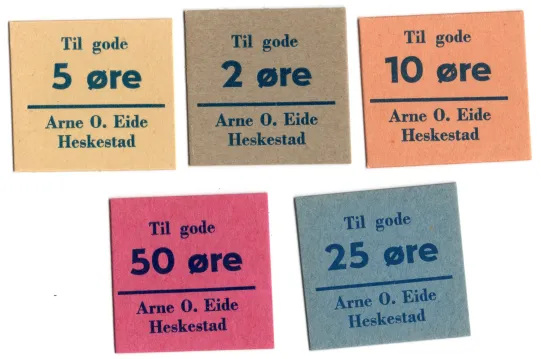 Til gode
5 øre
Arne O. Eide
Heskestad
Til gode
2 øre
Arne O. Eide
Heskestad
Til gode
10 øre
Arne O. Eide
Heskestad
Til gode
50 øre
Arne O. Eide
Heskestad
Til gode
25 øre
Arne O. Eide
Heskestad